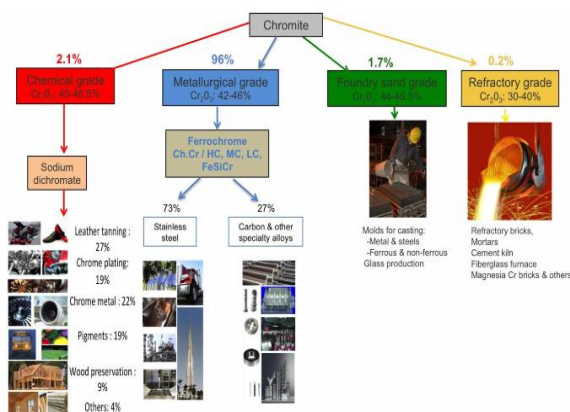 Chromite
2.1%
96%
1.7%
0.2%
Chemical grade
Cr₂O₃: 40-46.5%
Metallurgical grade
Cr₂O₃: 42-46%
Foundry sand grade
Cr₂O₃: 44-46.5%
Refractory grade
Cr₂O₃: 30-40%
Sodium
dichromate
Ferrochrome
Ch.Cr / HC, MC, LC,
FeSiCr
73%
27%
Stainless
steel
Carbon & other
specialty alloys
Leather tanning :
27%
Chrome plating:
19%
Chrome metal : 22%
Pigments : 19%
Wood preservation :
9%
Others: 4%
Molds for casting:
-Metal & steels
-Ferrous & non-ferrous
Glass production
Refractory bricks,
Mortars
Cement kiln
Fiberglass furnace
Magnesia Cr bricks & others